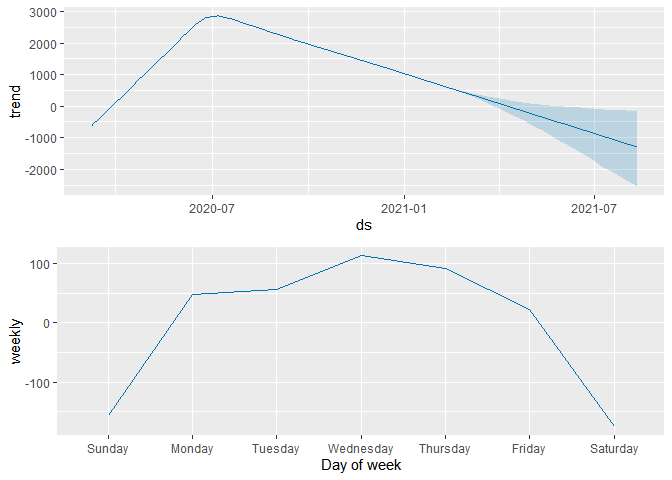 3000
2000
1000
0
-1000
-2000
trend
2020-07 2021-01 2021-07
ds
100
0
-100
weekly
Sunday Monday Tuesday Wednesday Thursday Friday Saturday
Day of week